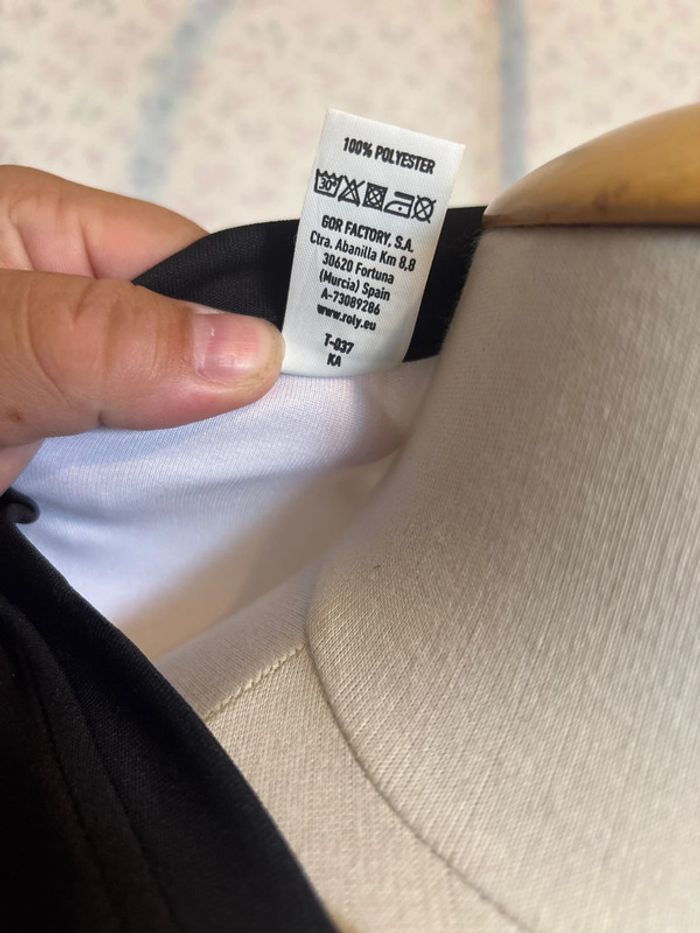 100% POLYESTER
30°
GOR FACTORY, S.A.
Ctra. Abanilla Km 8,8
30620 Fortuna
(Murcia) Spain
A-73089286
www.roly.eu
T-037
KA